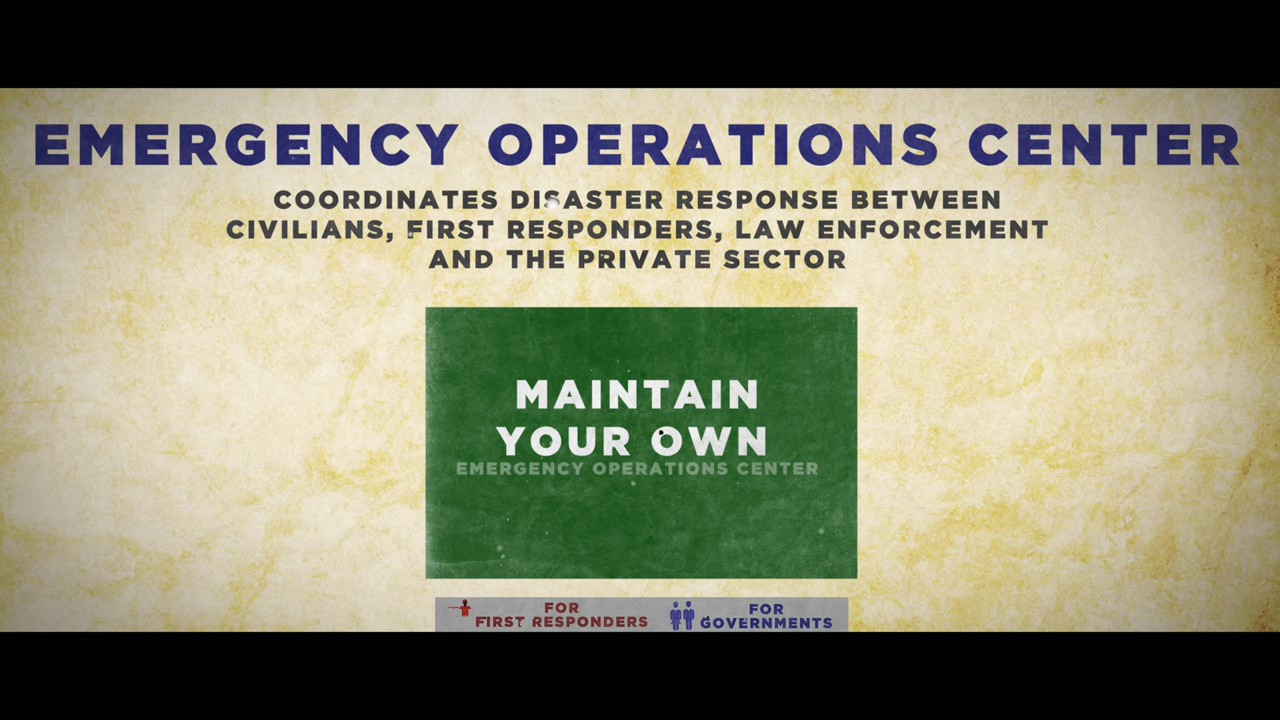 EMERGENCY OPERATIONS CENTER
COORDINATES DISASTER RESPONSE BETWEEN
CIVILIANS, FIRST RESPONDERS, LAW ENFORCEMENT
AND THE PRIVATE SECTOR
MAINTAIN
YOUR OWN
EMERGENCY OPERATIONS CENTER
FOR
FIRST RESPONDERS
FOR
GOVERNMENTS